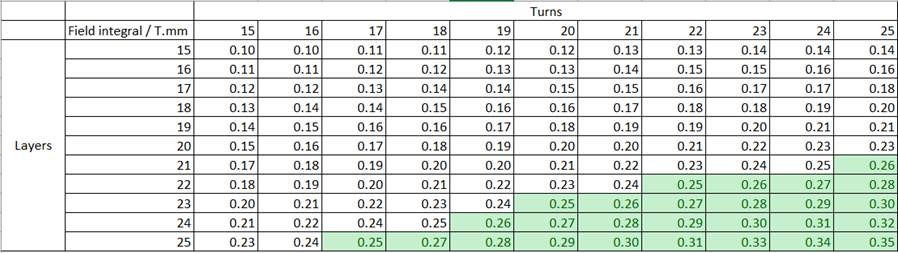 Turns
Field integral / T.mm 15 16 17 18 19 20 21 22 23 24 25
15 0.10 0.10 0.11 0.11 0.12 0.12 0.13 0.13 0.14 0.14 0.14
16 0.11 0.11 0.12 0.12 0.13 0.13 0.14 0.15 0.15 0.16 0.16
17 0.12 0.12 0.13 0.14 0.14 0.15 0.15 0.16 0.17 0.17 0.18
18 0.13 0.14 0.14 0.15 0.16 0.16 0.17 0.18 0.18 0.19 0.20
19 0.14 0.15 0.16 0.16 0.17 0.18 0.19 0.19 0.20 0.21 0.21
Layers 20 0.15 0.16 0.17 0.18 0.19 0.20 0.20 0.21 0.22 0.23 0.23
21 0.17 0.18 0.19 0.20 0.20 0.21 0.22 0.23 0.24 0.25 0.26
22 0.18 0.19 0.20 0.21 0.22 0.23 0.24 0.25 0.26 0.27 0.28
23 0.20 0.21 0.22 0.23 0.24 0.25 0.26 0.27 0.28 0.29 0.30
24 0.21 0.22 0.24 0.25 0.26 0.27 0.28 0.29 0.30 0.31 0.32
25 0.23 0.24 0.25 0.27 0.28 0.29 0.30 0.31 0.33 0.34 0.35